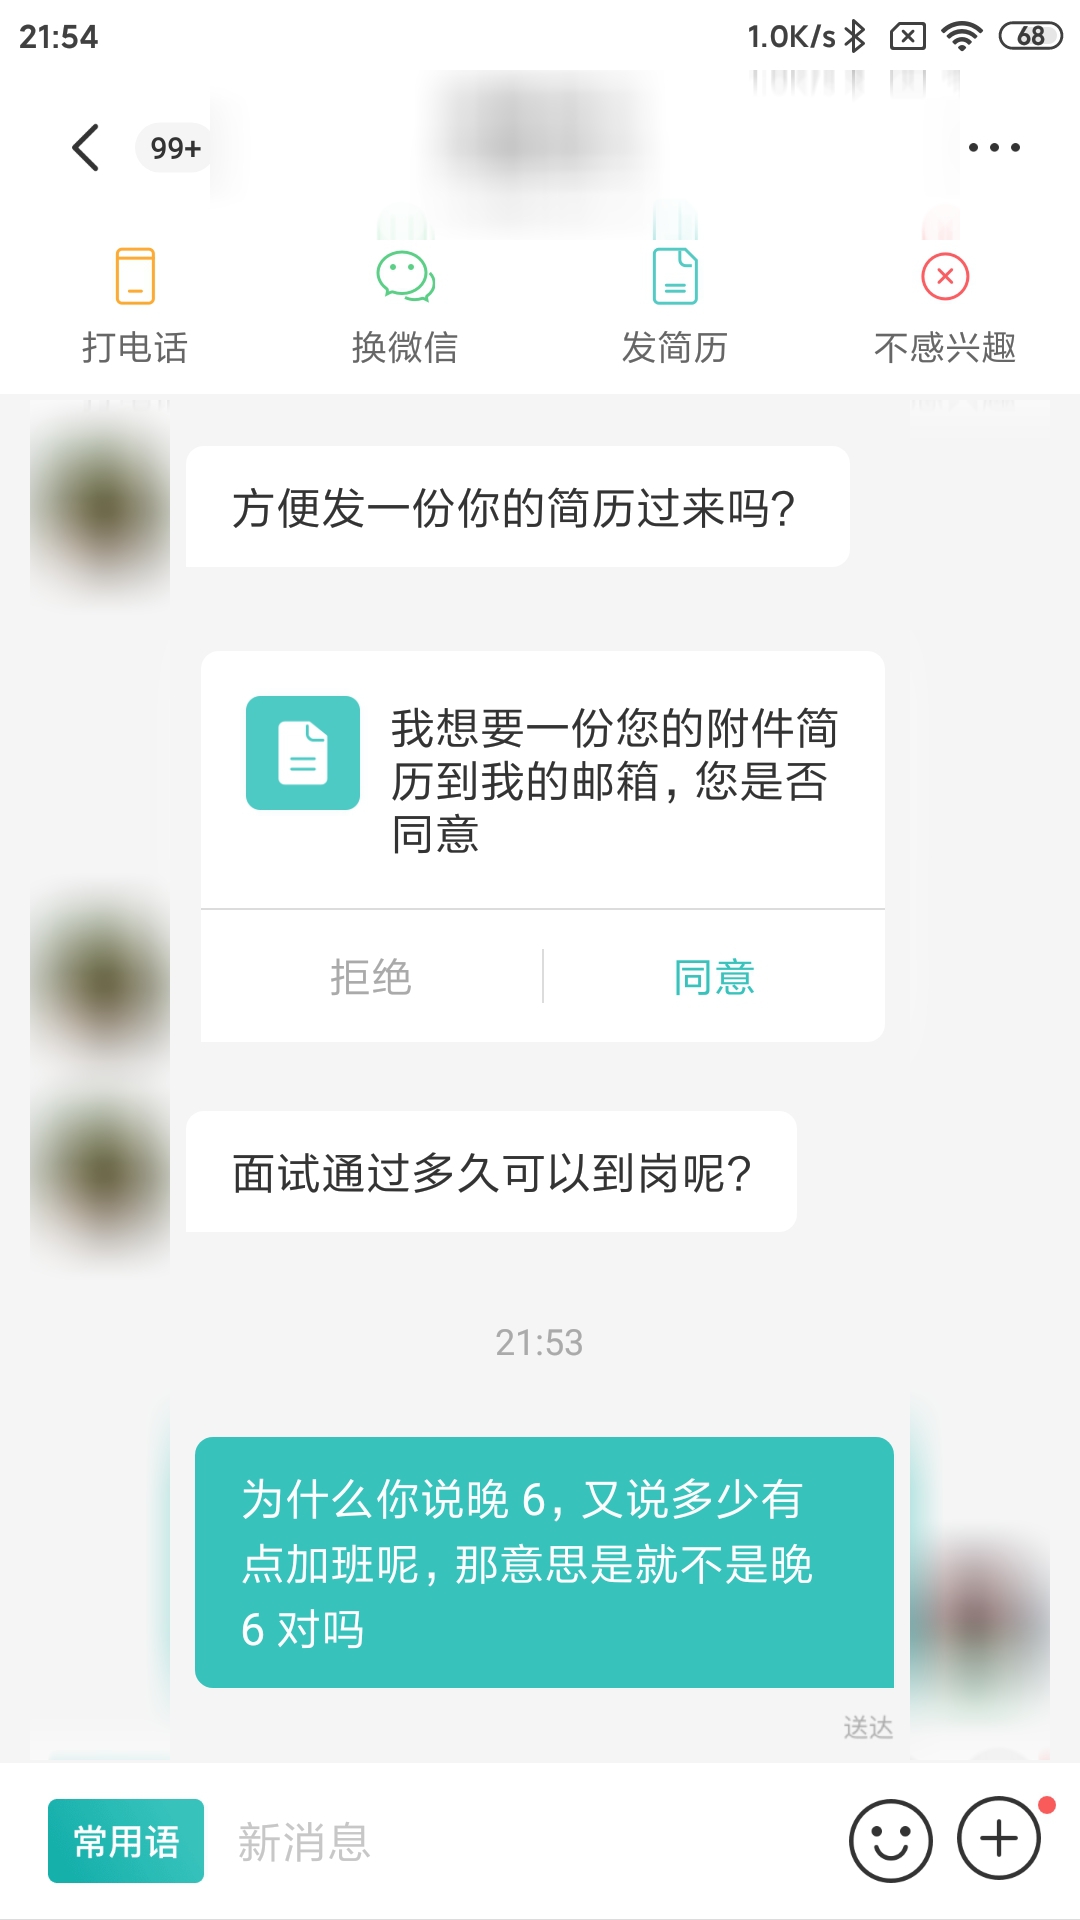 21:54
1.0K/s
68
99+
打电话
换微信
发简历
不感兴趣
方便发一份你的简历过来吗?
我想要一份您的附件简
历到我的邮箱,您是否
同意
拒绝
同意
面试通过多久可以到岗呢?
21:53
为什么你说晚 6,又说多少有
点加班呢,那意思是就不是晚
6 对吗
送达
常用语
新消息